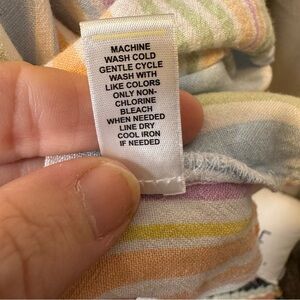 MACHINE
WASH COLD
GENTLE CYCLE
WASH WITH
LIKE COLORS
ONLY NON-
CHLORINE
BLEACH
WHEN NEEDED
LINE DRY
COOL IRON
IF NEEDED